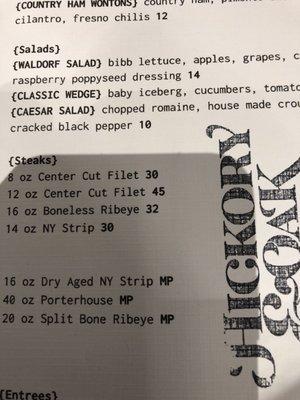 {COUNTRY HAM WONTONS} country ham,
cilantro, fresno chilis 12
{Salads}
{WALDORF SALAD} bibb lettuce, apples, grapes,
raspberry poppyseed dressing 14
{CLASSIC WEDGE} baby iceberg, cucumbers,
{CAESAR SALAD} chopped romaine, house made
cracked black pepper 10
{Steaks}
8 oz Center Cut Filet 30
12 oz Center Cut Filet 45
16 oz Boneless Ribeye 32
14 oz NY Strip 30
16 oz Dry Aged NY Strip MP
40 oz Porterhouse MP
20 oz Split Bone Ribeye MP
{Entrees}
HICKORY
& OAK